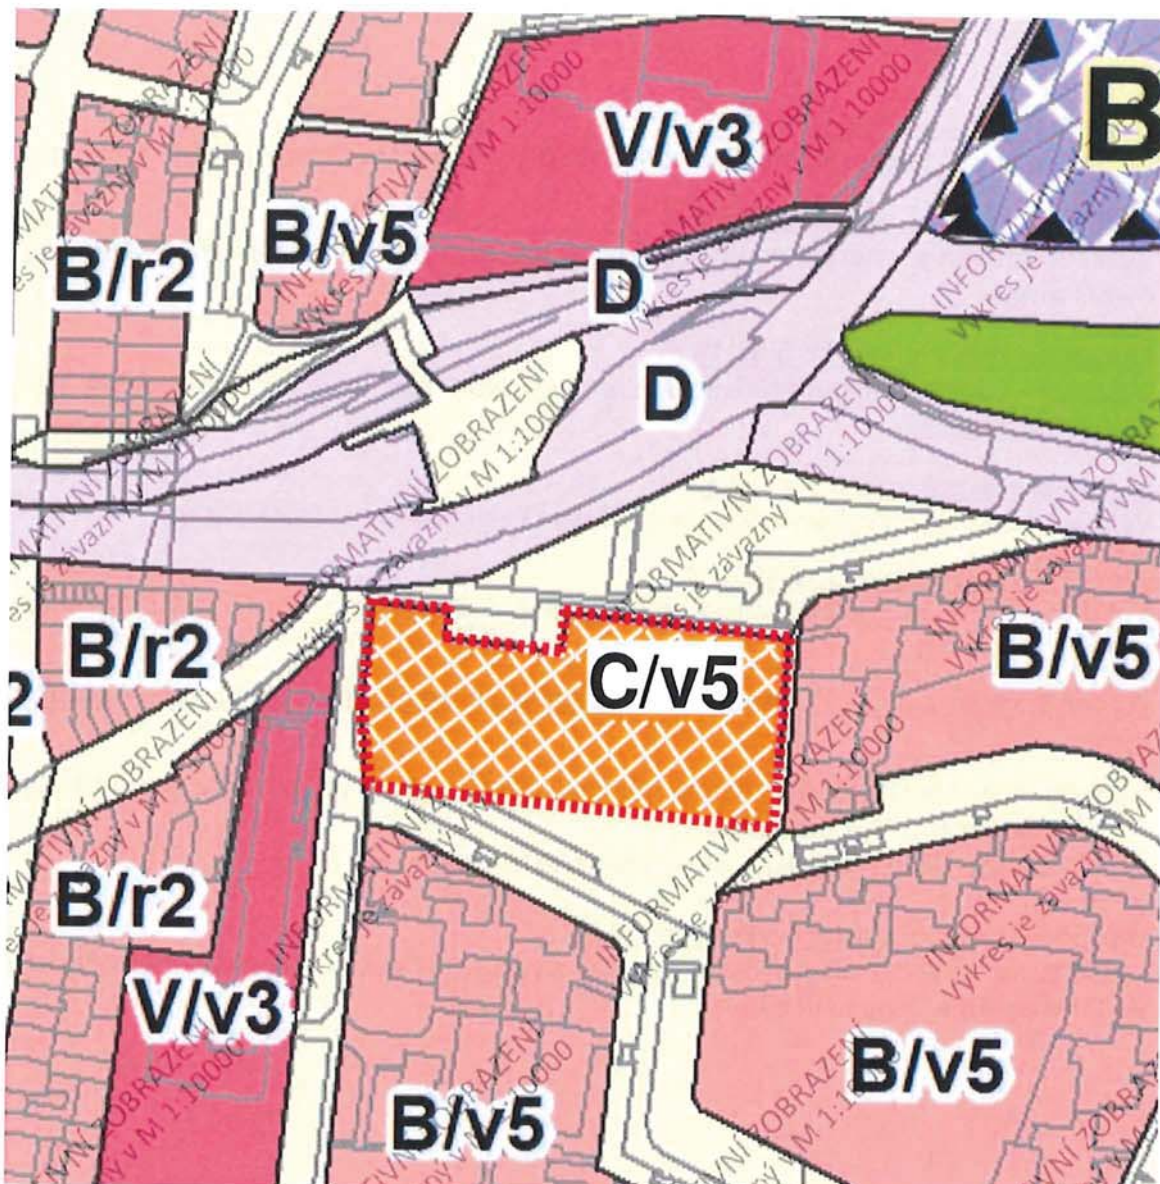 V/v3
B
B/v5
B/r2
D
D
C/v5
B/r2
B/v5
2
B/r2
V/v3
B/v5
B/v5
INFORMATIVNÍ ZOBRAZENÍ
Výkres je závazný v M 1:10000